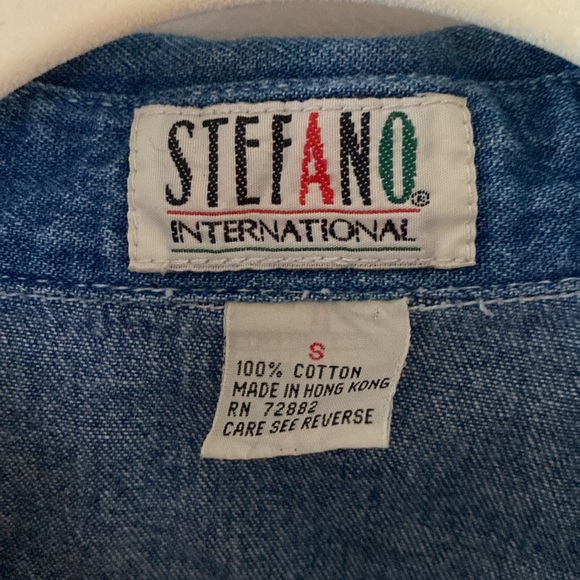 STEFANO®
INTERNATIONAL
S
100% COTTON
MADE IN HONG KONG
RN 72882
CARE SEE REVERSE